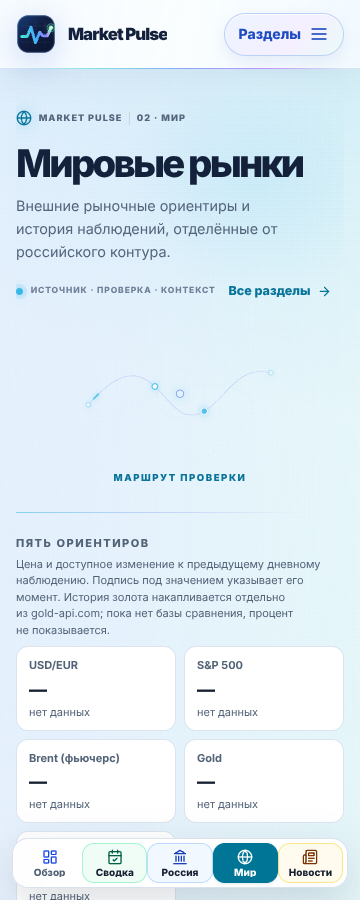 Market Pulse
Разделы
MARKET PULSE
02 · МИР
Мировые рынки
Внешние рыночные ориентиры и
история наблюдений, отделённые от
российского контура.
ИСТОЧНИК · ПРОВЕРКА · КОНТЕКСТ
Все разделы
МАРШРУТ ПРОВЕРКИ
ПЯТЬ ОРИЕНТИРОВ
Цена и доступное изменение к предыдущему дневному
наблюдению. Подпись под значением указывает его
момент. История золота накапливается отдельно
из gold-api.com; пока нет базы сравнения, процент
не показывается.
USD/EUR
—
нет данных
S&P 500
—
нет данных
Brent (фьючерс)
—
нет данных
Gold
—
нет данных
Обзор
Сводка
Россия
Мир
Новости
нет данных